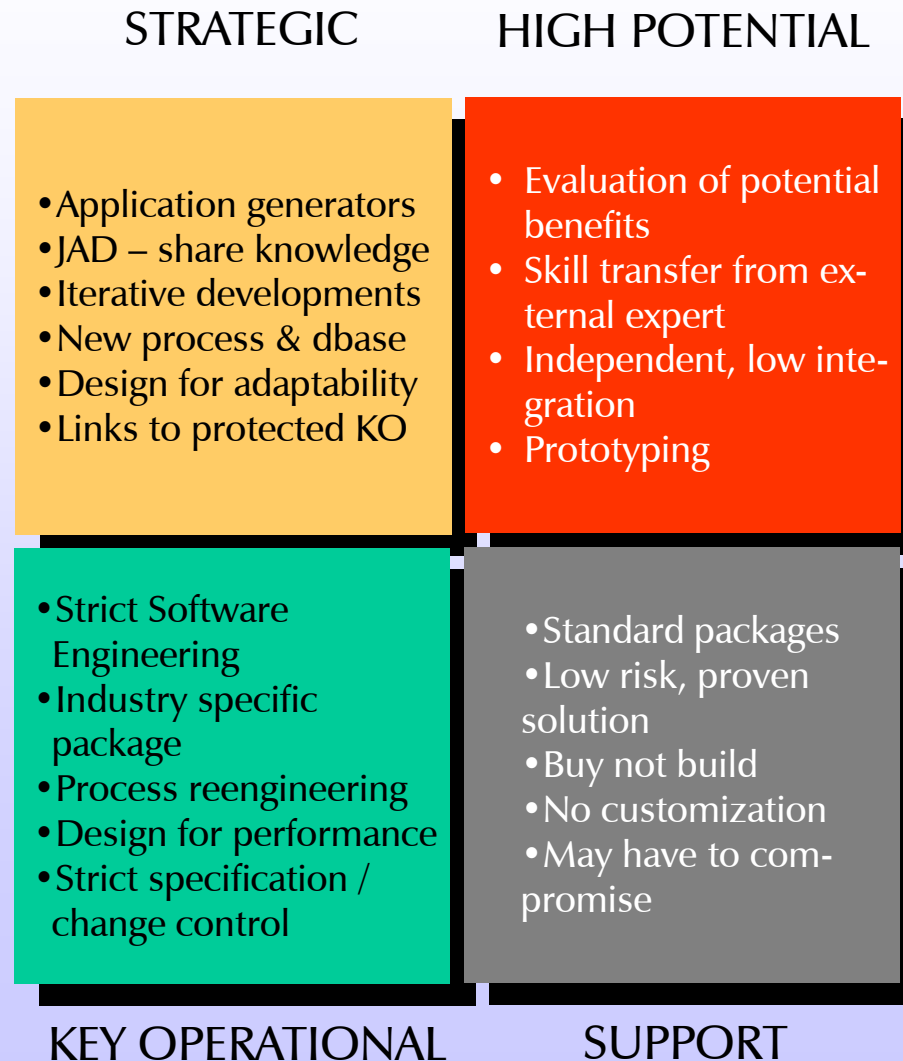 STRATEGIC
HIGH POTENTIAL
•Application generators
•JAD – share knowledge
•Iterative developments
•New process & dbase
•Design for adaptability
•Links to protected KO
• Evaluation of potential
benefits
• Skill transfer from ex-
ternal expert
• Independent, low inte-
gration
• Prototyping
•Strict Software
Engineering
•Industry specific
package
•Process reengineering
•Design for performance
•Strict specification /
change control
•Standard packages
•Low risk, proven
solution
•Buy not build
•No customization
•May have to com-
promise
KEY OPERATIONAL
SUPPORT